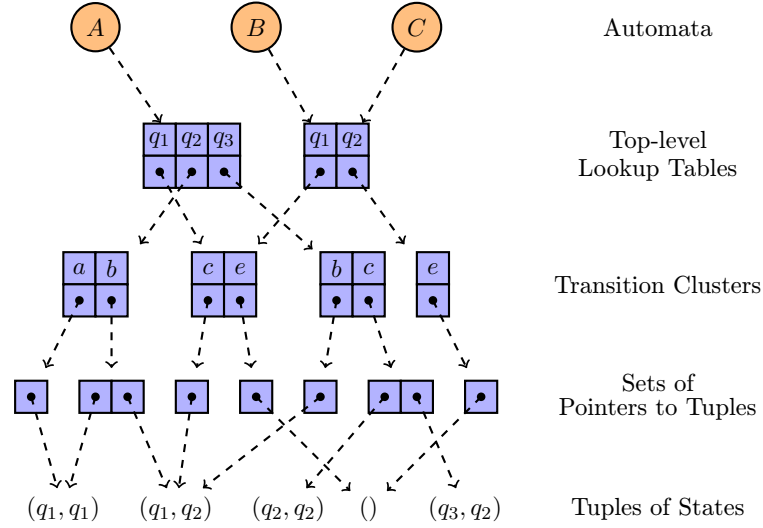 A B C Automata
q₁ q₂ q₃ q₁ q₂ Top-level
Lookup Tables
a b c e b c e Transition Clusters
Sets of
Pointers to Tuples
(q₁, q₁) (q₁, q₂) (q₂, q₂) () (q₃, q₂) Tuples of States